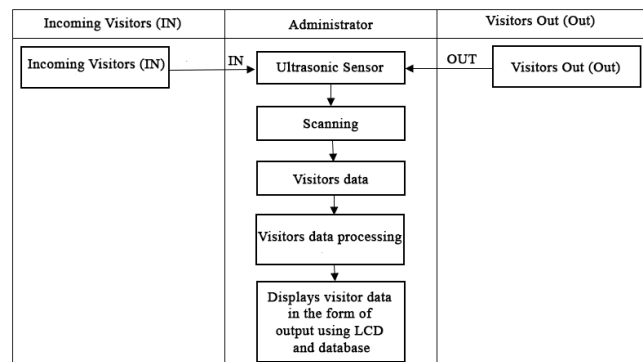 Incoming Visitors (IN)
Administrator
Visitors Out (Out)
Incoming Visitors (IN)
IN
Ultrasonic Sensor
OUT
Visitors Out (Out)
Scanning
Visitors data
Visitors data processing
Displays visitor data
in the form of
output using LCD
and database